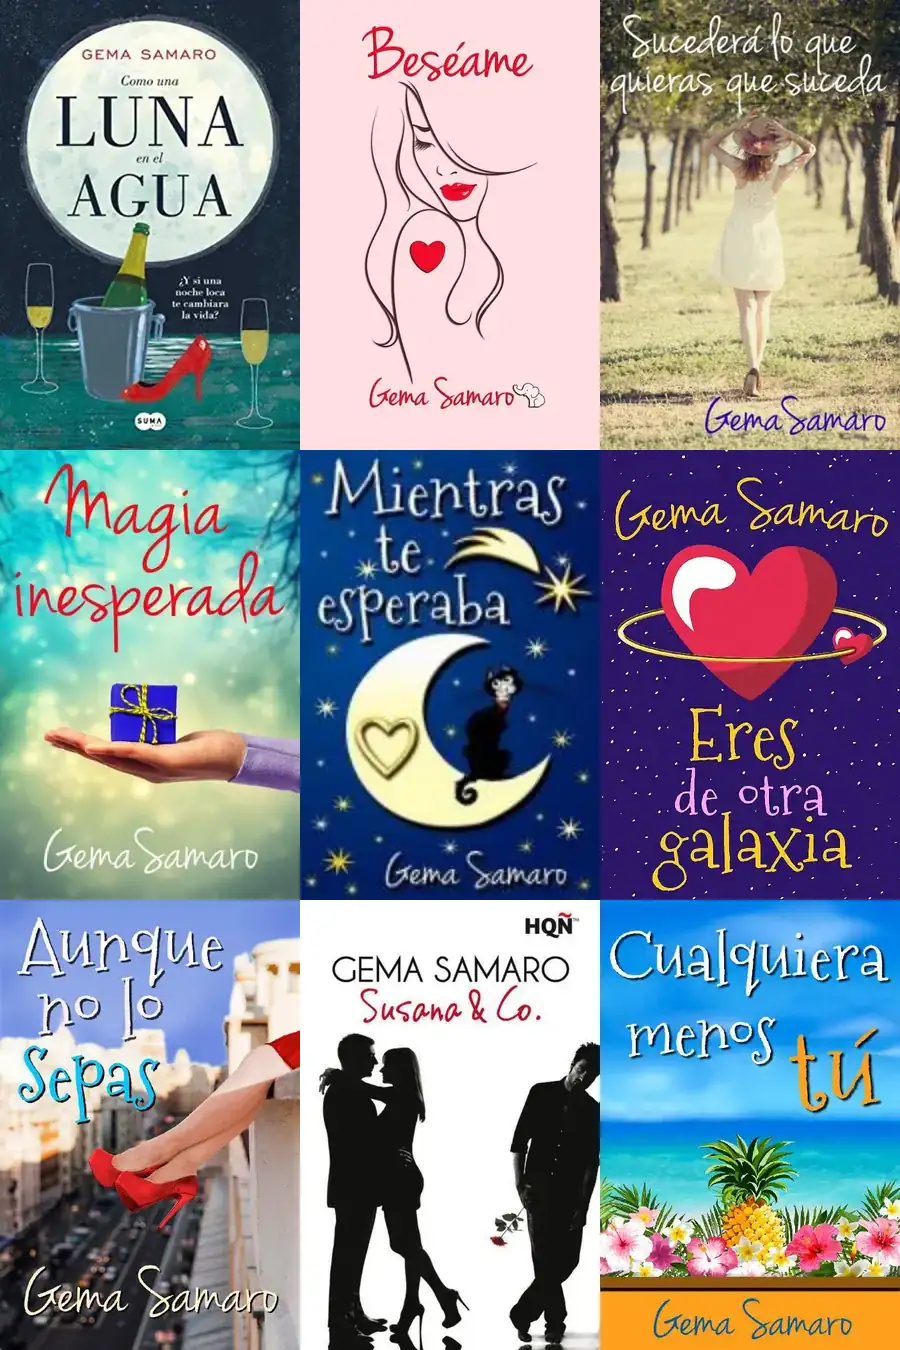 GEMA SAMARO
Como una
LUNA
en el
AGUA
¿Y si una
noche loca
te cambiara
la vida?
SUMA
Beséame
Gema Samaro
Sucederá lo que
quieras que suceda
Gema Samaro
Magia
inesperada
Gema Samaro
Mientras
te
esperaba
Gema Samaro
Gema Samaro
Eres
de otra
galaxia
Aunque
no lo
sepas
Gema Samaro
HQÑ™
GEMA SAMARO
Susana & Co.
Cualquiera
menos
tú
Gema Samaro